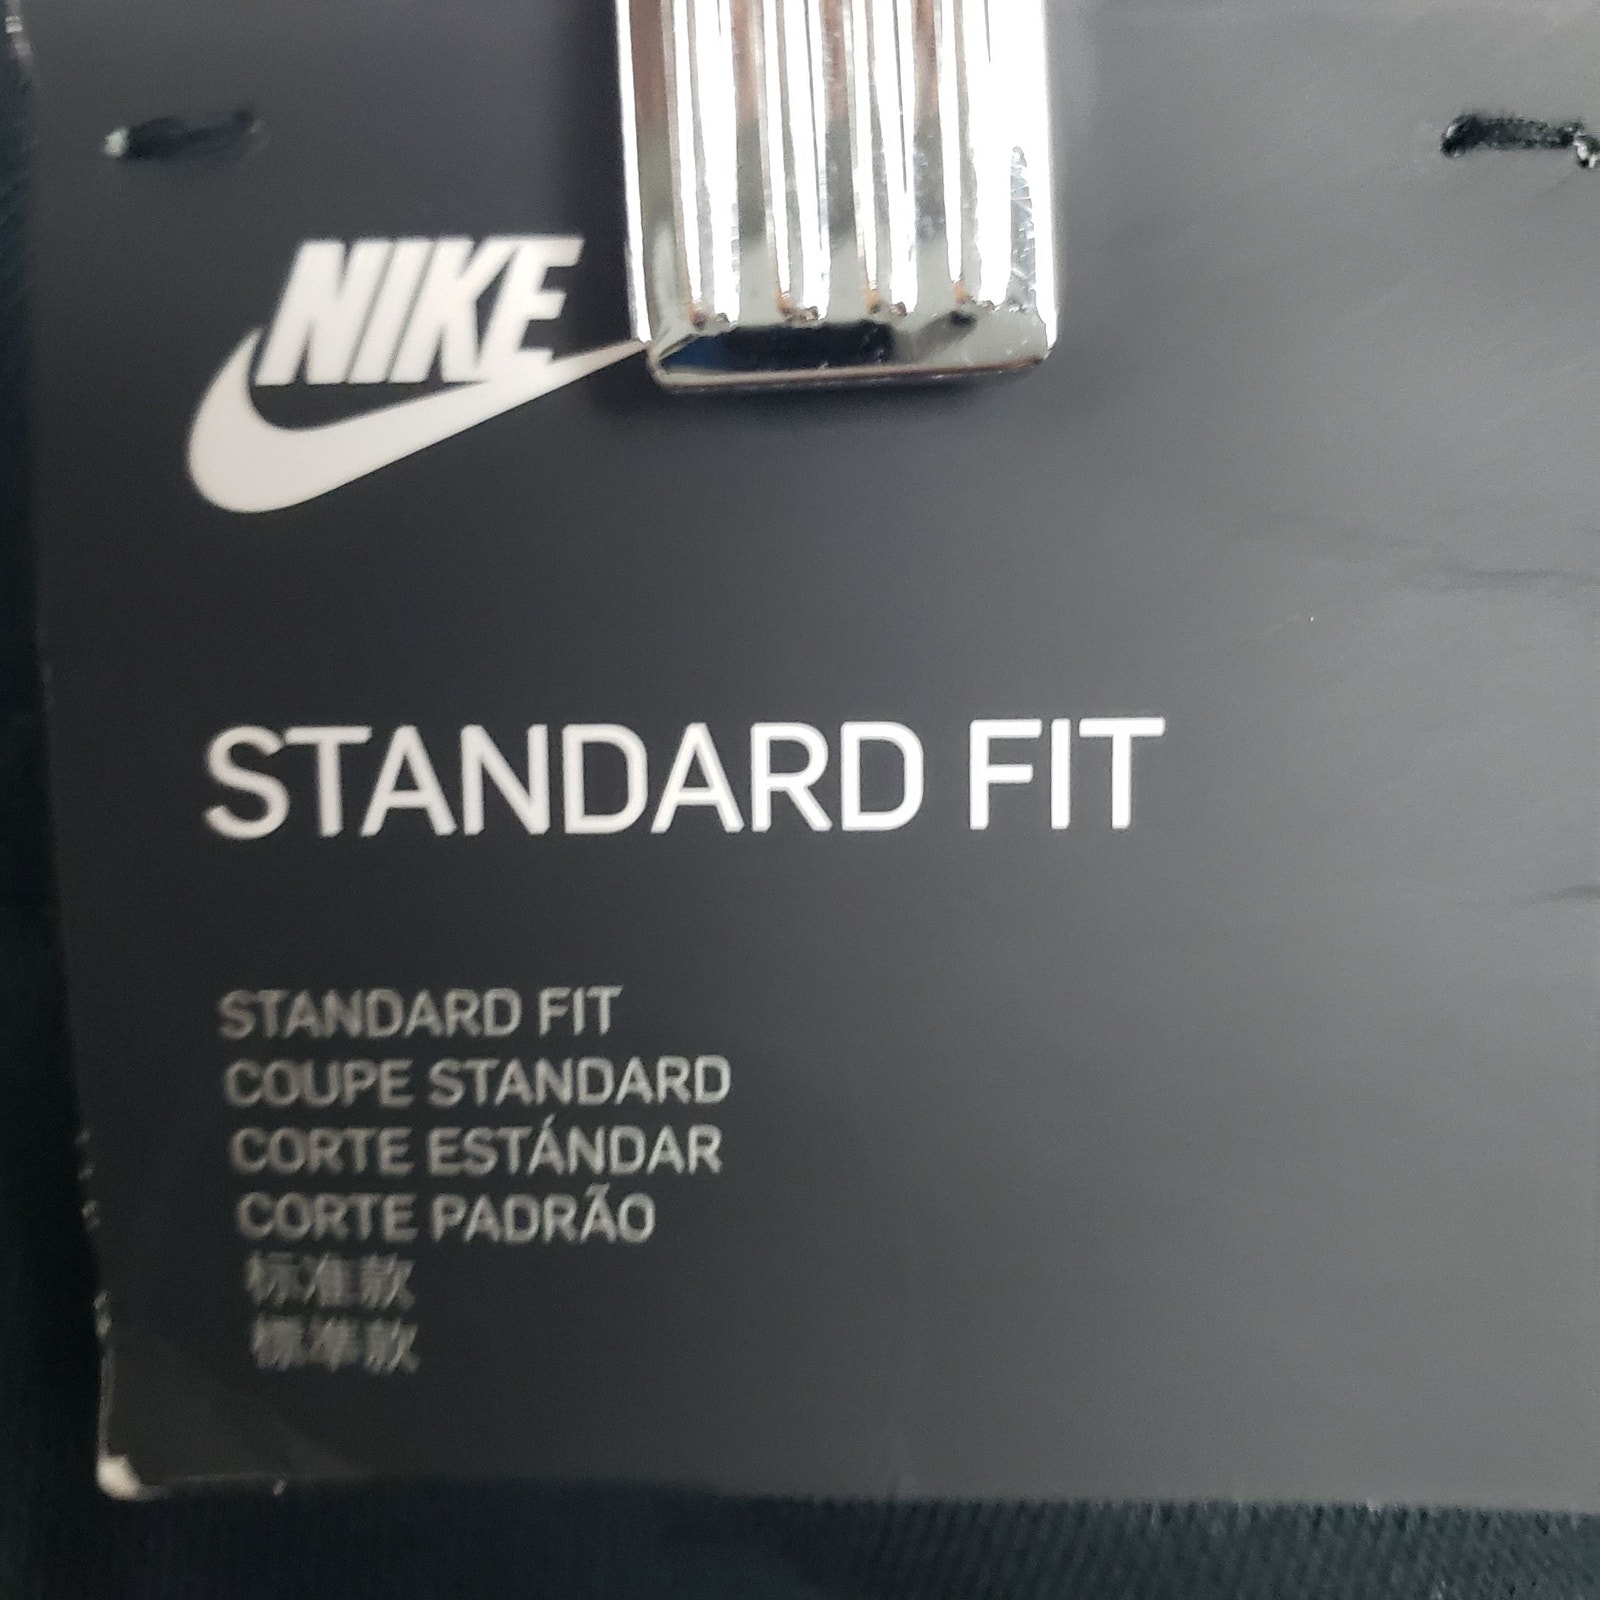 NIKE
STANDARD FIT
STANDARD FIT
COUPE STANDARD
CORTE ESTÁNDAR
CORTE PADRÃO
标准款
標準款